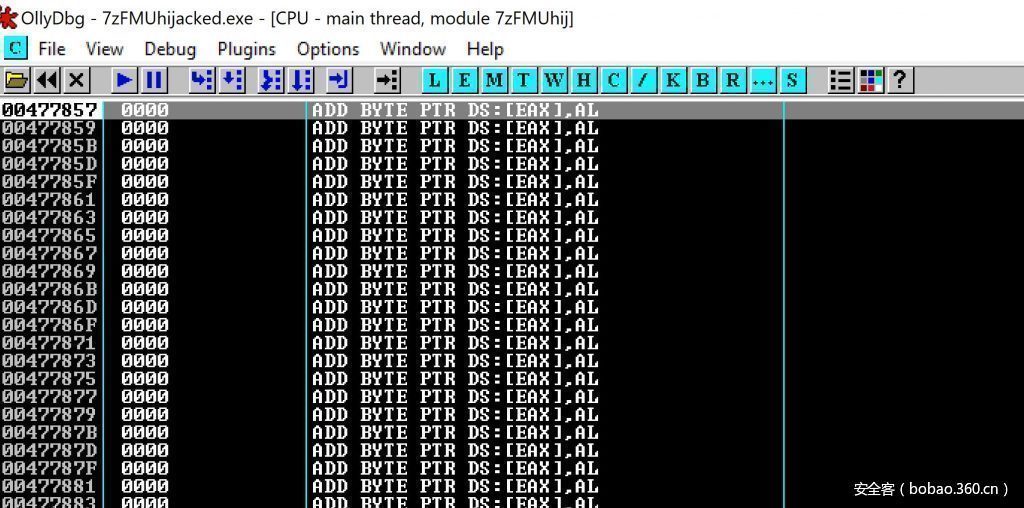 OllyDbg - 7zFMUhijacked.exe - [CPU - main thread, module 7zFMUhij]
C File View Debug Plugins Options Window Help
L E M T W H C / K B R ... S ?
00477857 0000 ADD BYTE PTR DS:[EAX],AL
00477859 0000 ADD BYTE PTR DS:[EAX],AL
0047785B 0000 ADD BYTE PTR DS:[EAX],AL
0047785D 0000 ADD BYTE PTR DS:[EAX],AL
0047785F 0000 ADD BYTE PTR DS:[EAX],AL
00477861 0000 ADD BYTE PTR DS:[EAX],AL
00477863 0000 ADD BYTE PTR DS:[EAX],AL
00477865 0000 ADD BYTE PTR DS:[EAX],AL
00477867 0000 ADD BYTE PTR DS:[EAX],AL
00477869 0000 ADD BYTE PTR DS:[EAX],AL
0047786B 0000 ADD BYTE PTR DS:[EAX],AL
0047786D 0000 ADD BYTE PTR DS:[EAX],AL
0047786F 0000 ADD BYTE PTR DS:[EAX],AL
00477871 0000 ADD BYTE PTR DS:[EAX],AL
00477873 0000 ADD BYTE PTR DS:[EAX],AL
00477875 0000 ADD BYTE PTR DS:[EAX],AL
00477877 0000 ADD BYTE PTR DS:[EAX],AL
00477879 0000 ADD BYTE PTR DS:[EAX],AL
0047787B 0000 ADD BYTE PTR DS:[EAX],AL
0047787D 0000 ADD BYTE PTR DS:[EAX],AL
0047787F 0000 ADD BYTE PTR DS:[EAX],AL
00477881 0000 ADD BYTE PTR DS:[EAX],AL
00477883 0000 ADD BYTE PTR DS:[EAX],AL
安全客（bobao.360.cn）